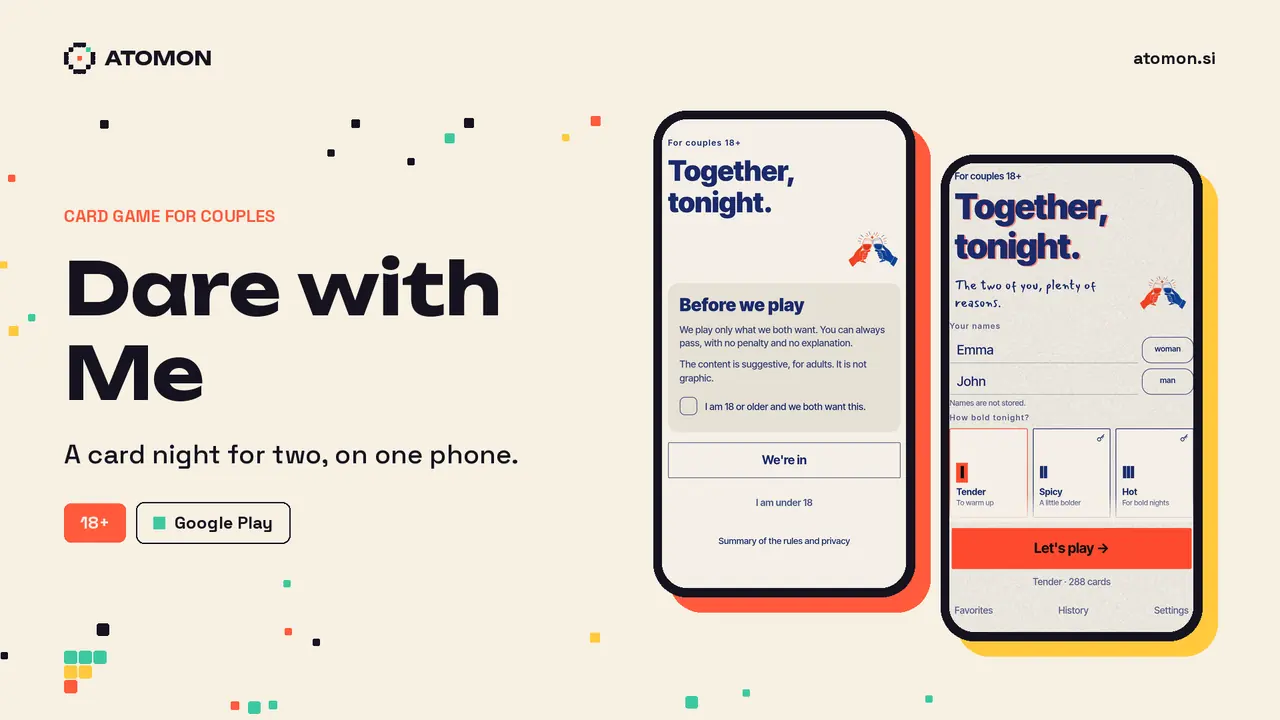 ATOMON
atomon.si
CARD GAME FOR COUPLES
Dare with
Me
A card night for two, on one phone.
18+
Google Play
For couples 18+
Together,
tonight.
Before we play
We play only what we both want. You can always
pass, with no penalty and no explanation.
The content is suggestive, for adults. It is not
graphic.
I am 18 or older and we both want this.
We're in
I am under 18
Summary of the rules and privacy
For couples 18+
Together,
tonight.
The two of you, plenty of
reasons.
Your names
Emma
woman
John
man
Names are not stored.
How bold tonight?
I
II
III
Tender
To warm up
Spicy
A little bolder
Hot
For bold nights
Let's play →
Tender · 288 cards
Favorites
History
Settings